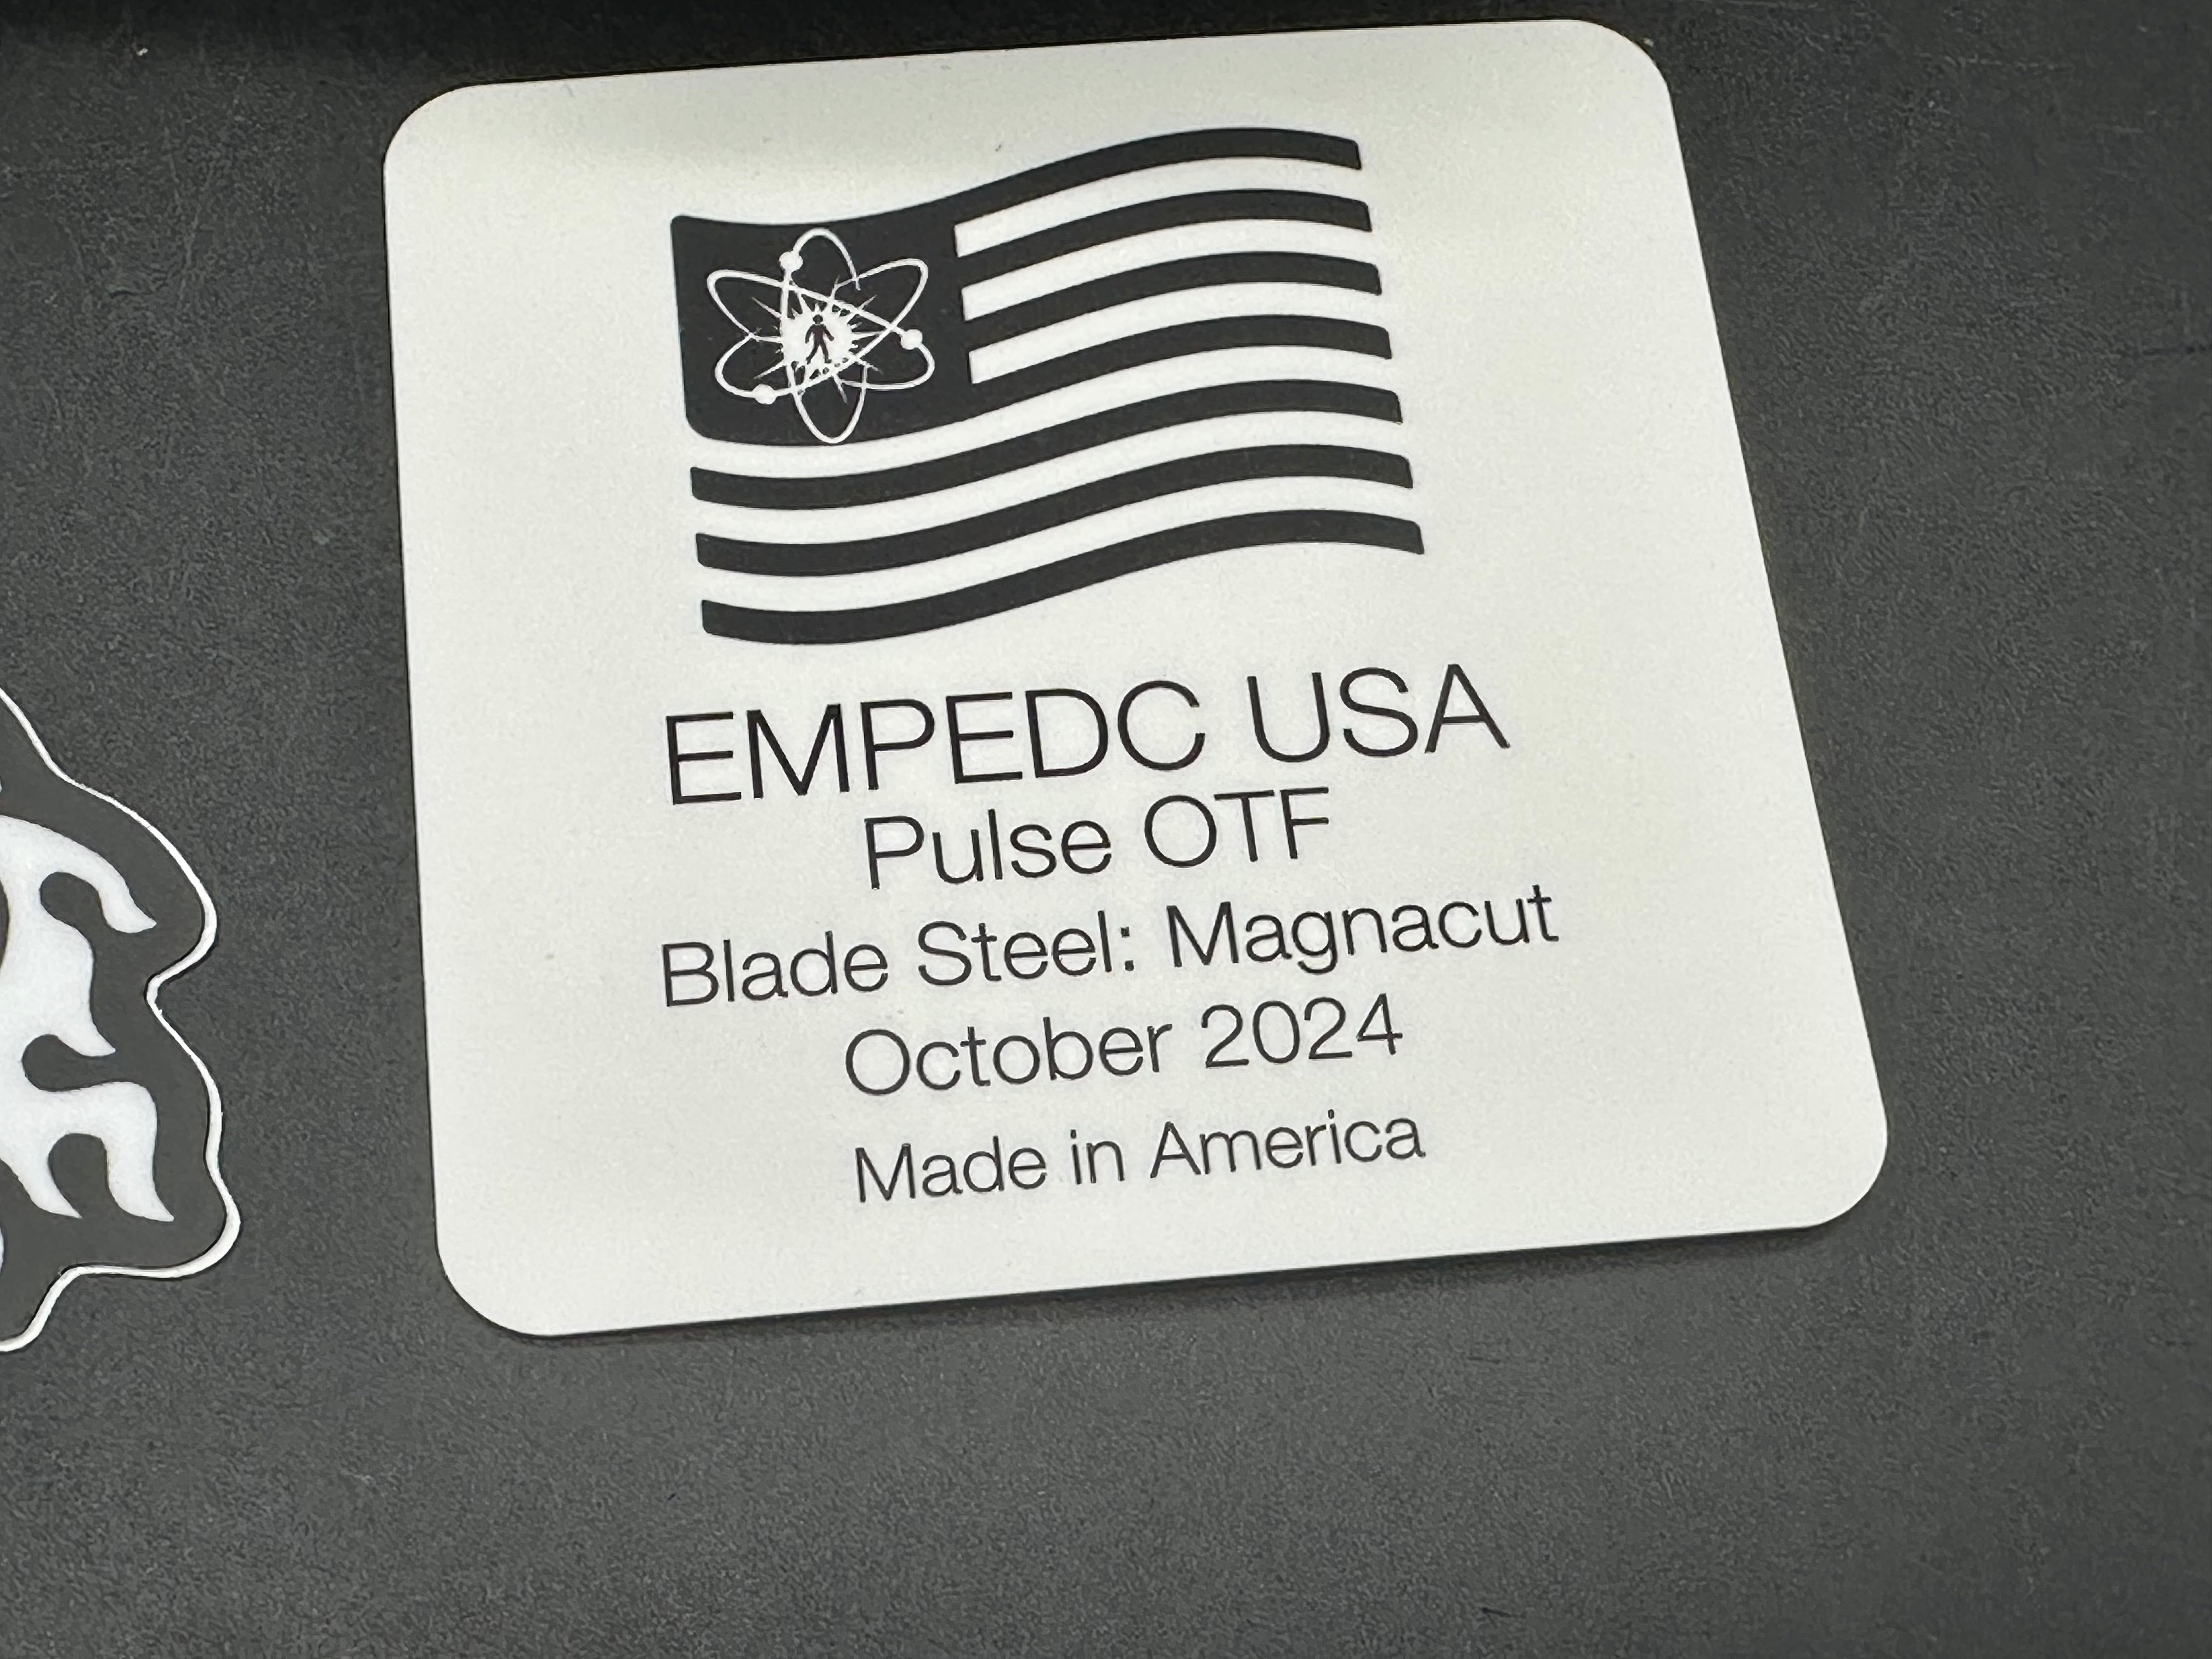 EMPEDC USA
Pulse OTF
Blade Steel: Magnacut
October 2024
Made in America